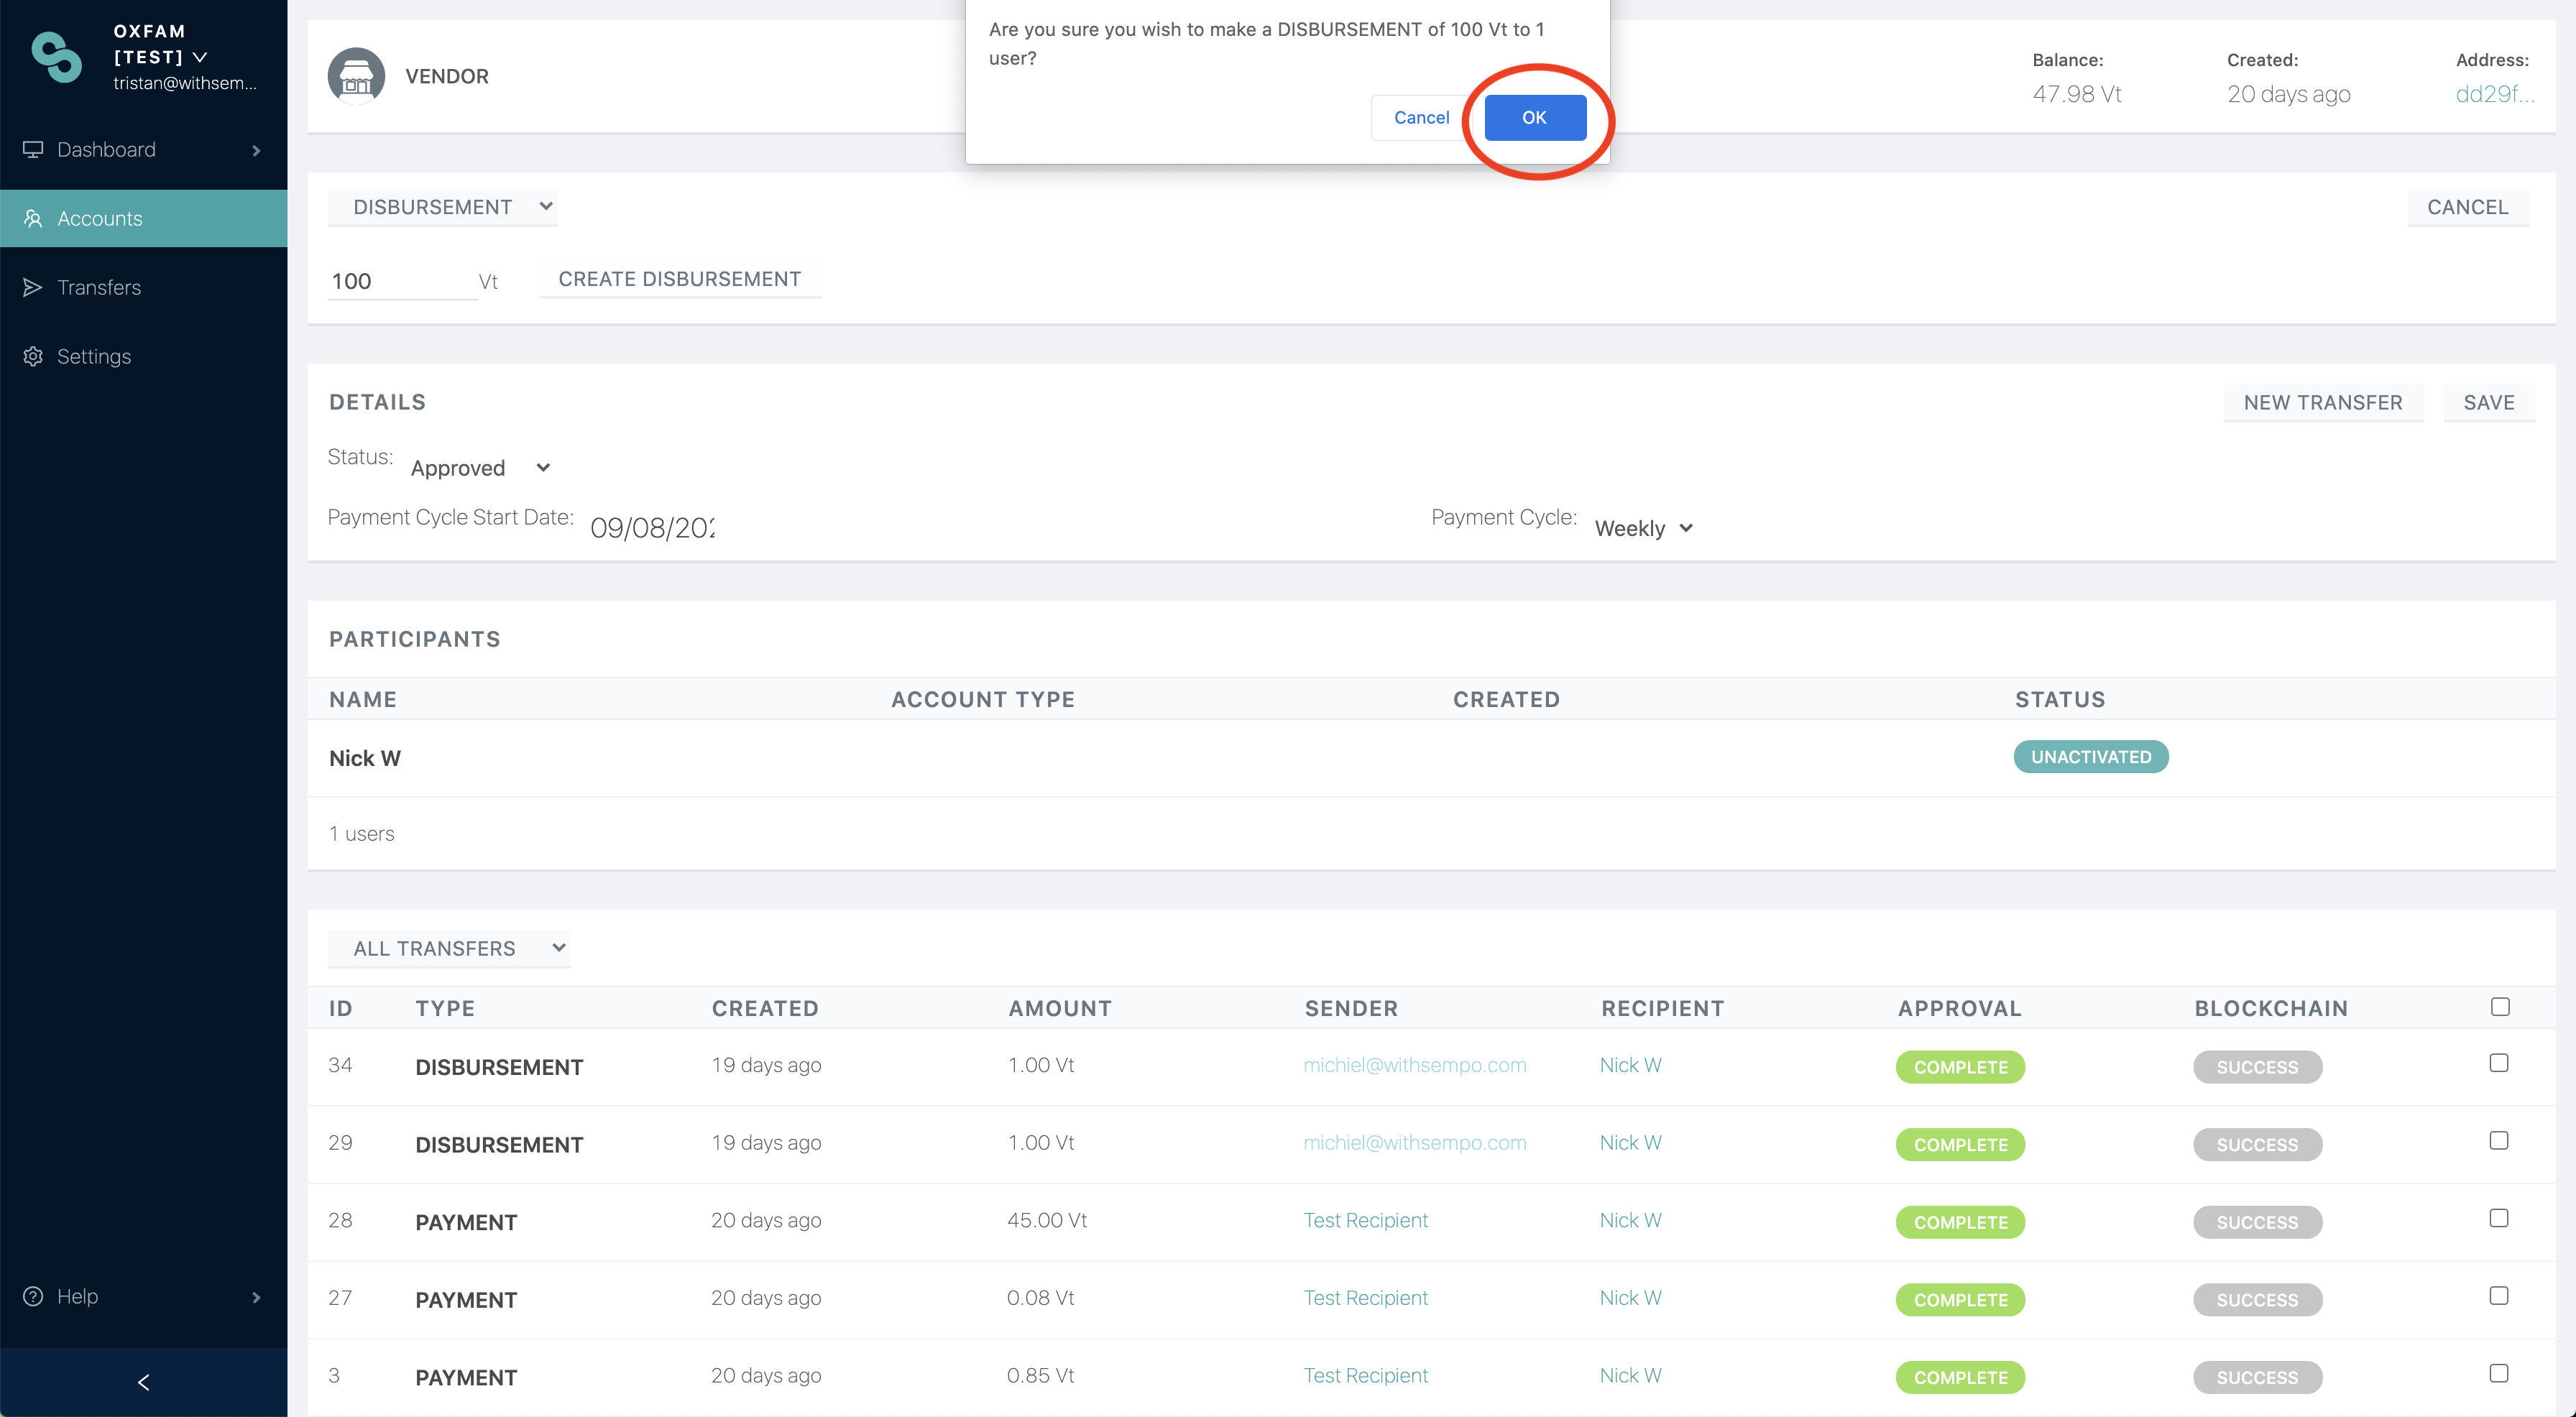 OXFAM
[TEST]
tristan@withsem...
Dashboard
Accounts
Transfers
Settings
Help
Are you sure you wish to make a DISBURSEMENT of 100 Vt to 1
user?
Cancel
OK
VENDOR
Balance:
47.98 Vt
Created:
20 days ago
Address:
dd29f...
DISBURSEMENT
CANCEL
100 Vt
CREATE DISBURSEMENT
DETAILS
NEW TRANSFER
SAVE
Status: Approved
Payment Cycle Start Date: 09/08/202
Payment Cycle: Weekly
PARTICIPANTS
NAME ACCOUNT TYPE CREATED STATUS
Nick W UNACTIVATED
1 users
ALL TRANSFERS
ID TYPE CREATED AMOUNT SENDER RECIPIENT APPROVAL BLOCKCHAIN
34 DISBURSEMENT 19 days ago 1.00 Vt michiel@withsempo.com Nick W COMPLETE SUCCESS
29 DISBURSEMENT 19 days ago 1.00 Vt michiel@withsempo.com Nick W COMPLETE SUCCESS
28 PAYMENT 20 days ago 45.00 Vt Test Recipient Nick W COMPLETE SUCCESS
27 PAYMENT 20 days ago 0.08 Vt Test Recipient Nick W COMPLETE SUCCESS
3 PAYMENT 20 days ago 0.85 Vt Test Recipient Nick W COMPLETE SUCCESS